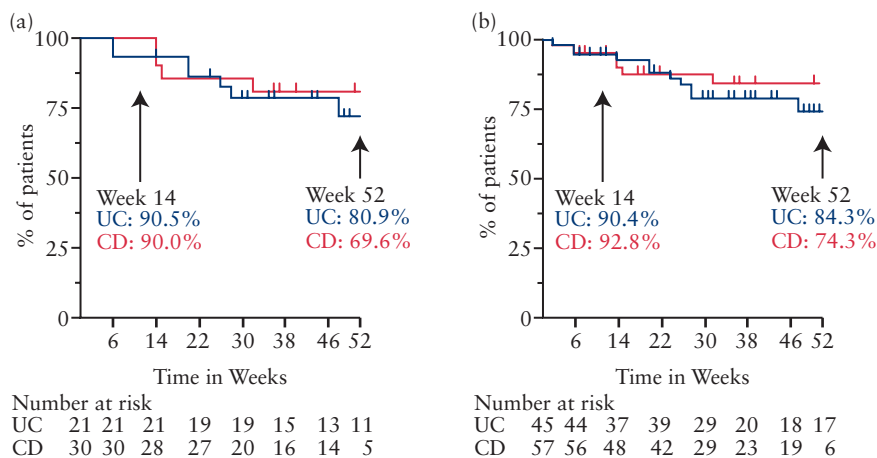 (a)
100
75
50
25
0
% of patients
Week 14
UC: 90.5%
CD: 90.0%
Week 52
UC: 80.9%
CD: 69.6%
6 14 22 30 38 46 52
Time in Weeks
Number at risk
UC 21 21 21 19 19 15 13 11
CD 30 30 28 27 20 16 14 5
(b)
100
75
50
25
0
% of patients
Week 14
UC: 90.4%
CD: 92.8%
Week 52
UC: 84.3%
CD: 74.3%
6 14 22 30 38 46 52
Time in Weeks
Number at risk
UC 45 44 37 39 29 20 18 17
CD 57 56 48 42 29 23 19 6